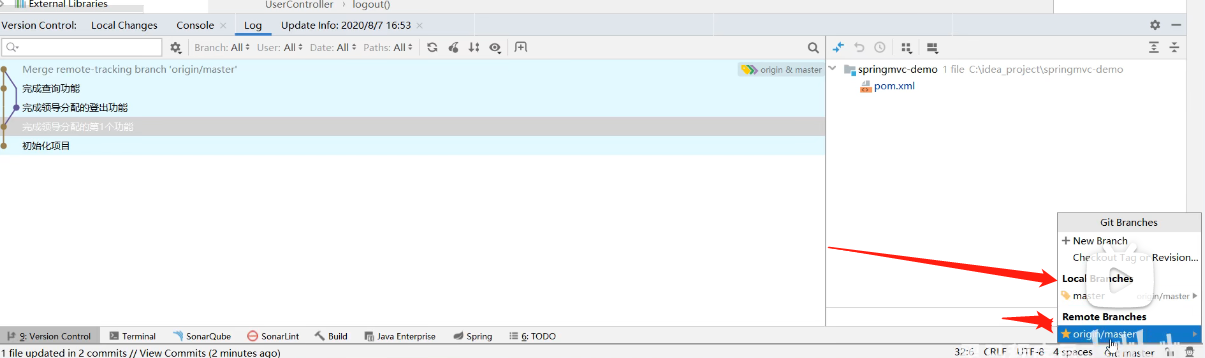 External Libraries
UserController › logout()
Version Control: Local Changes Console × Log Update Info: 2020/8/7 16:53 ×
Branch: All User: All Date: All Paths: All
Merge remote-tracking branch 'origin/master' origin & master
完成查询功能
完成领导分配的登出功能
完成领导分配的第1个功能
初始化项目
springmvc-demo 1 file C:\idea_project\springmvc-demo
pom.xml
Git Branches
+ New Branch
Checkout Tag or Revision...
Local Branches
master origin/master
Remote Branches
origin/master
9: Version Control Terminal SonarQube SonarLint Build Java Enterprise Spring 6: TODO
1 file updated in 2 commits // View Commits (2 minutes ago) 32:6 CRLF UTF-8 4 spaces Git: master